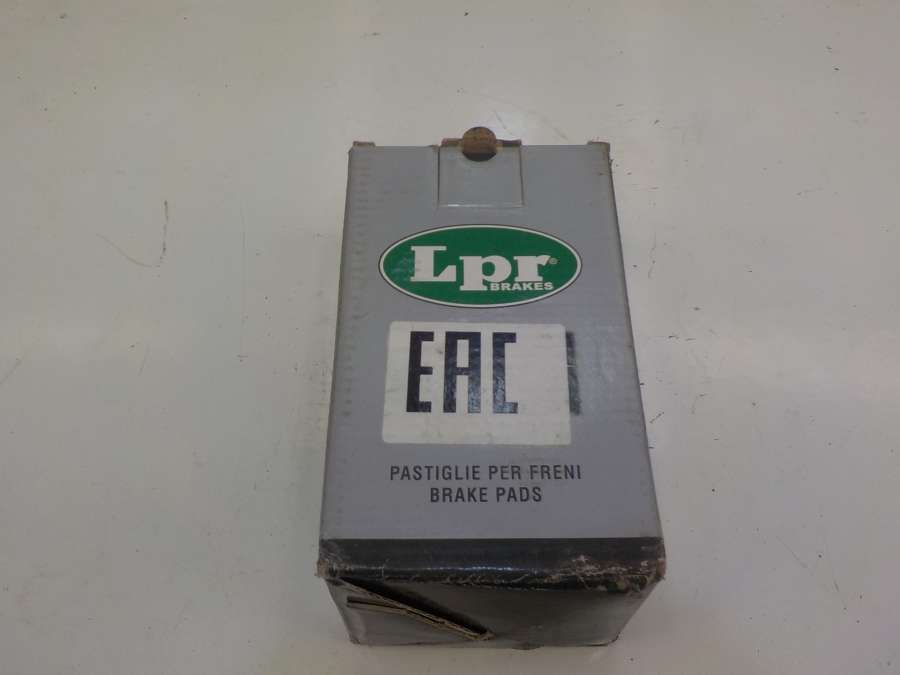 Lpr®
BRAKES
EAC
PASTIGLIE PER FRENI
BRAKE PADS